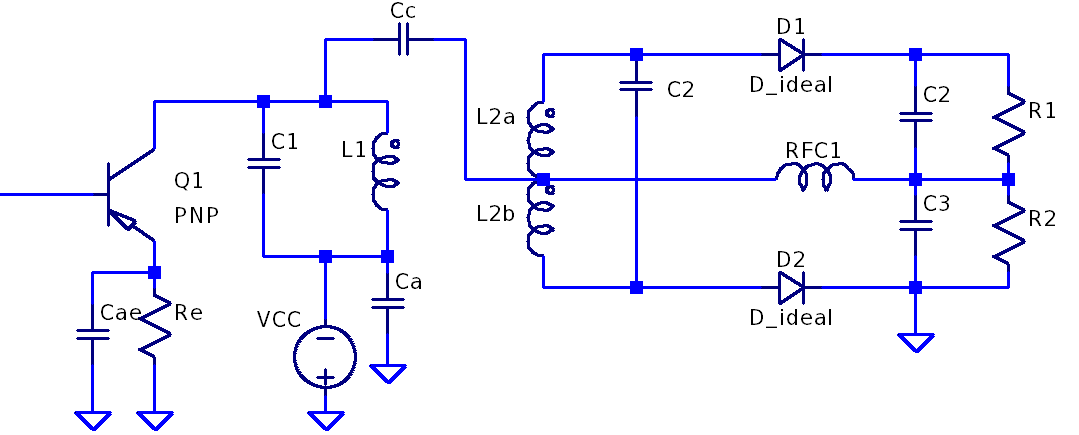 Cc
D1
D_ideal
C2
C2
R1
L2a
C1
L1
RFC1
Q1
PNP
L2b
C3
R2
D2
D_ideal
Ca
Cae
Re
VCC